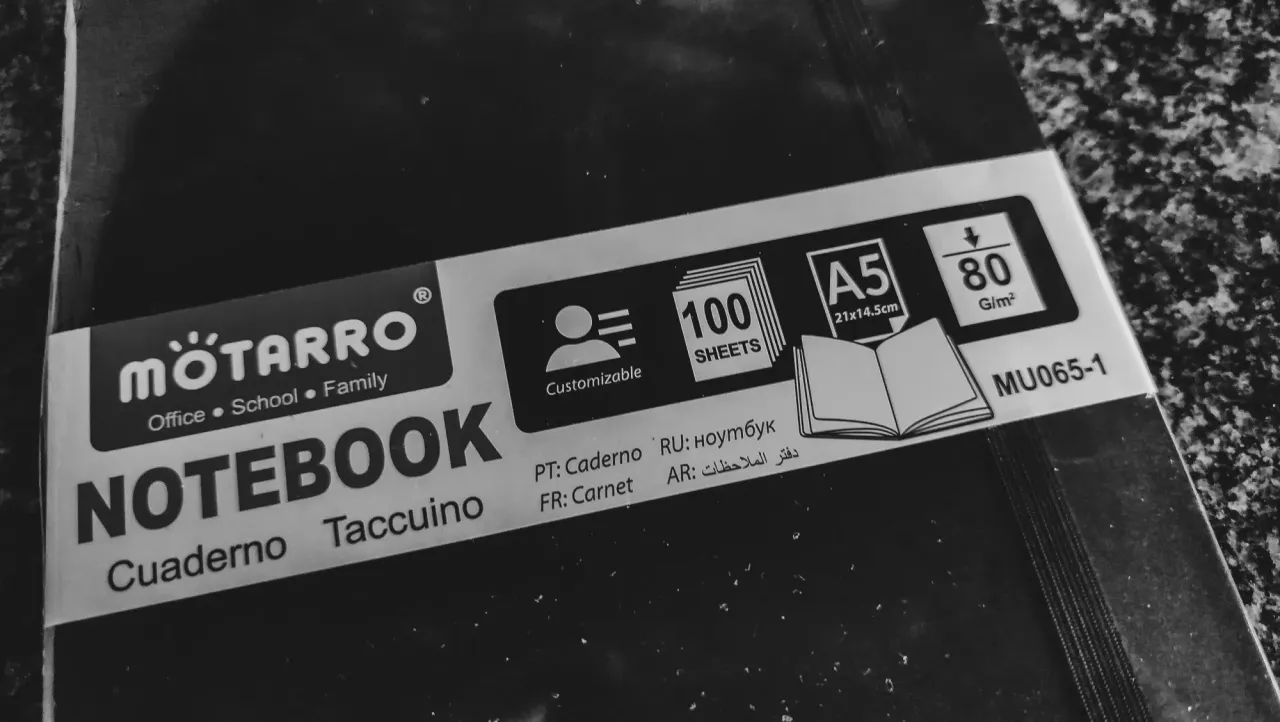 MOTARRO ®
Office • School • Family
NOTEBOOK
Cuaderno Taccuino
Customizable
100
SHEETS
A5
21x14.5cm
80
G/m²
PT: Caderno
FR: Carnet
RU: ноутбук
AR: دفتر الملاحظات
MU065-1